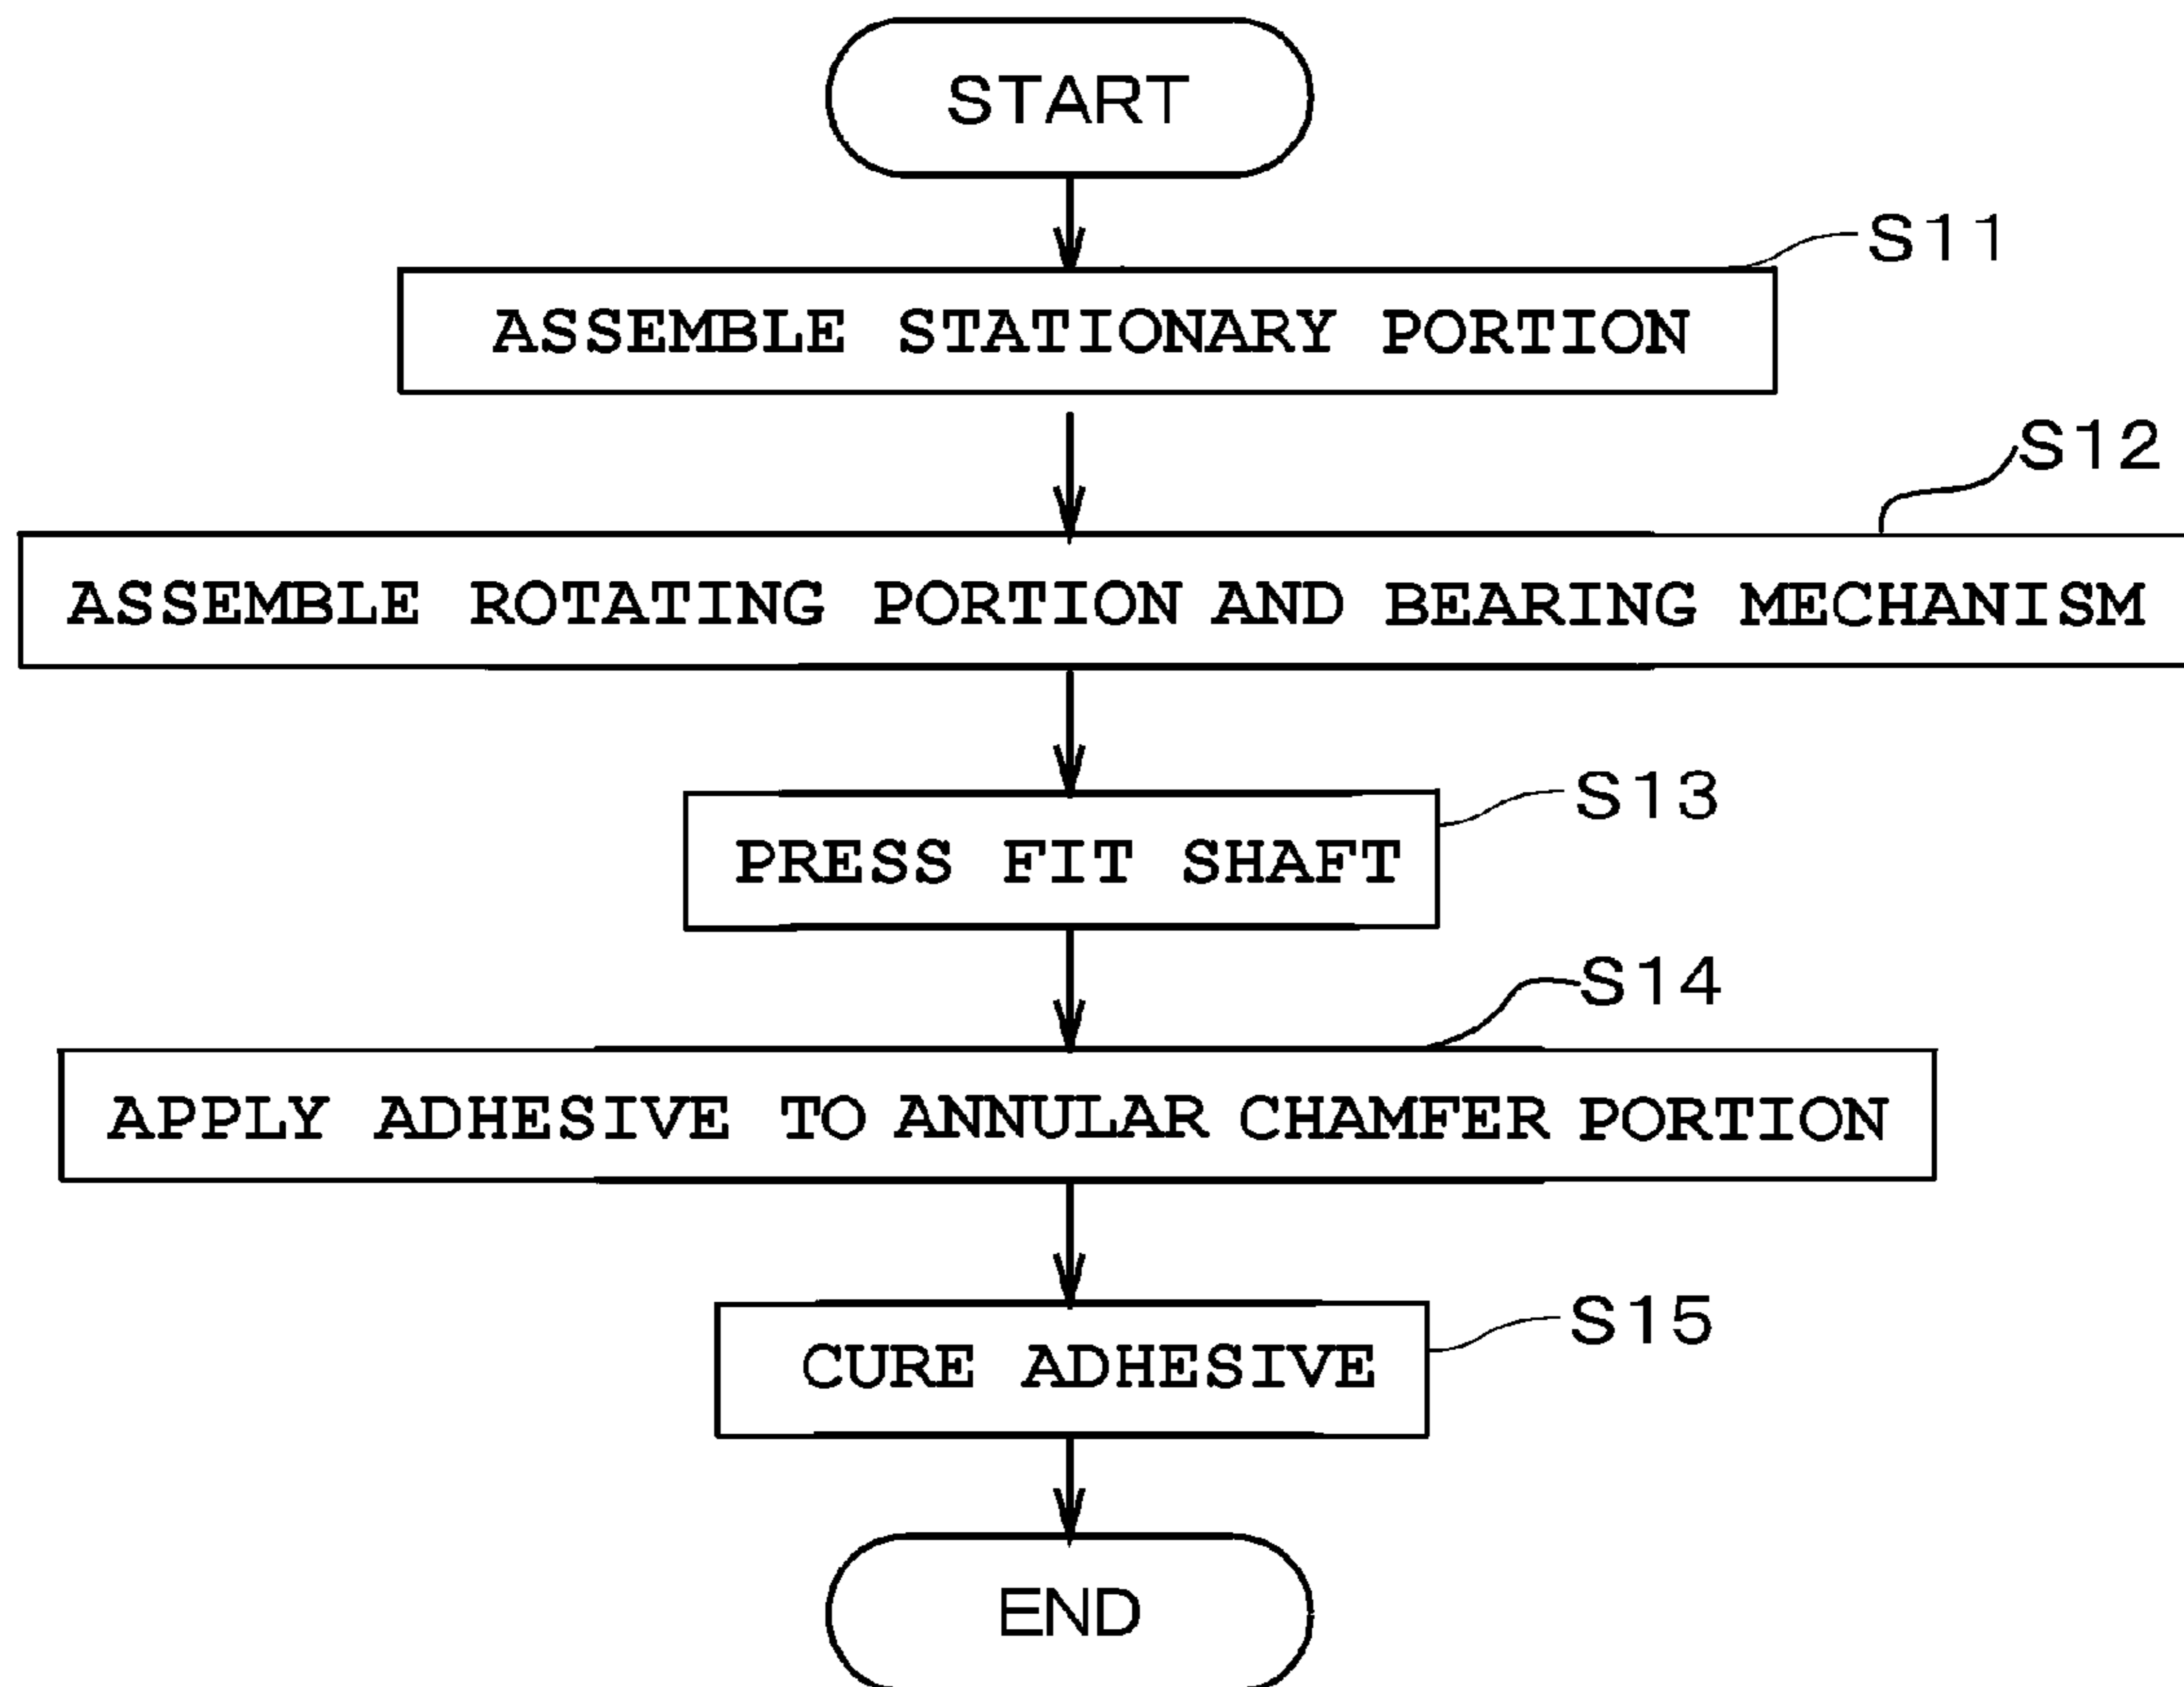 START
S11
ASSEMBLE STATIONARY PORTION
S12
ASSEMBLE ROTATING PORTION AND BEARING MECHANISM
S13
PRESS FIT SHAFT
S14
APPLY ADHESIVE TO ANNULAR CHAMFER PORTION
S15
CURE ADHESIVE
END